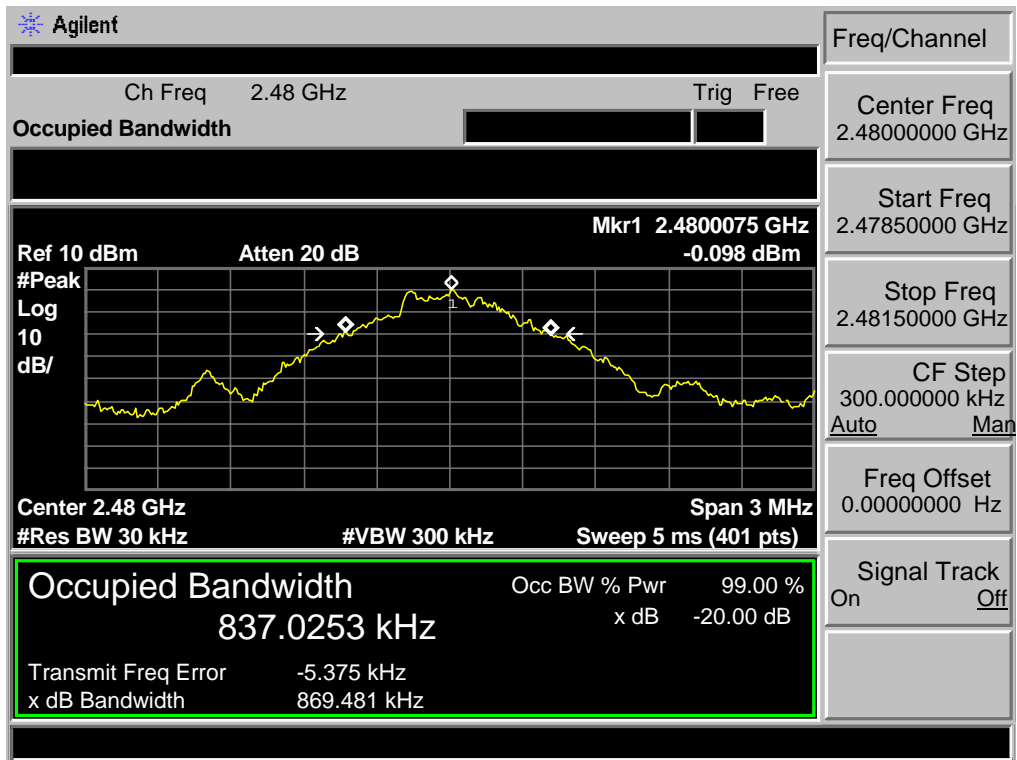 Agilent
Freq/Channel
Ch Freq 2.48 GHz Trig Free
Occupied Bandwidth
Center Freq
2.48000000 GHz
Start Freq
2.47850000 GHz
Mkr1 2.4800075 GHz
Ref 10 dBm Atten 20 dB -0.098 dBm
#Peak
Log
10
dB/
1
Stop Freq
2.48150000 GHz
CF Step
300.000000 kHz
Auto Man
Freq Offset
0.00000000 Hz
Center 2.48 GHz Span 3 MHz
#Res BW 30 kHz #VBW 300 kHz Sweep 5 ms (401 pts)
Signal Track
On Off
Occupied Bandwidth Occ BW % Pwr 99.00 %
837.0253 kHz x dB -20.00 dB
Transmit Freq Error -5.375 kHz
x dB Bandwidth 869.481 kHz